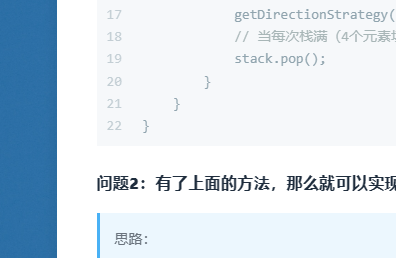 17 getDirectionStrategy(
18 // 当每次栈满（4个元素
19 stack.pop();
20 }
21 }
22 }
问题2：有了上面的方法，那么就可以实现
思路：